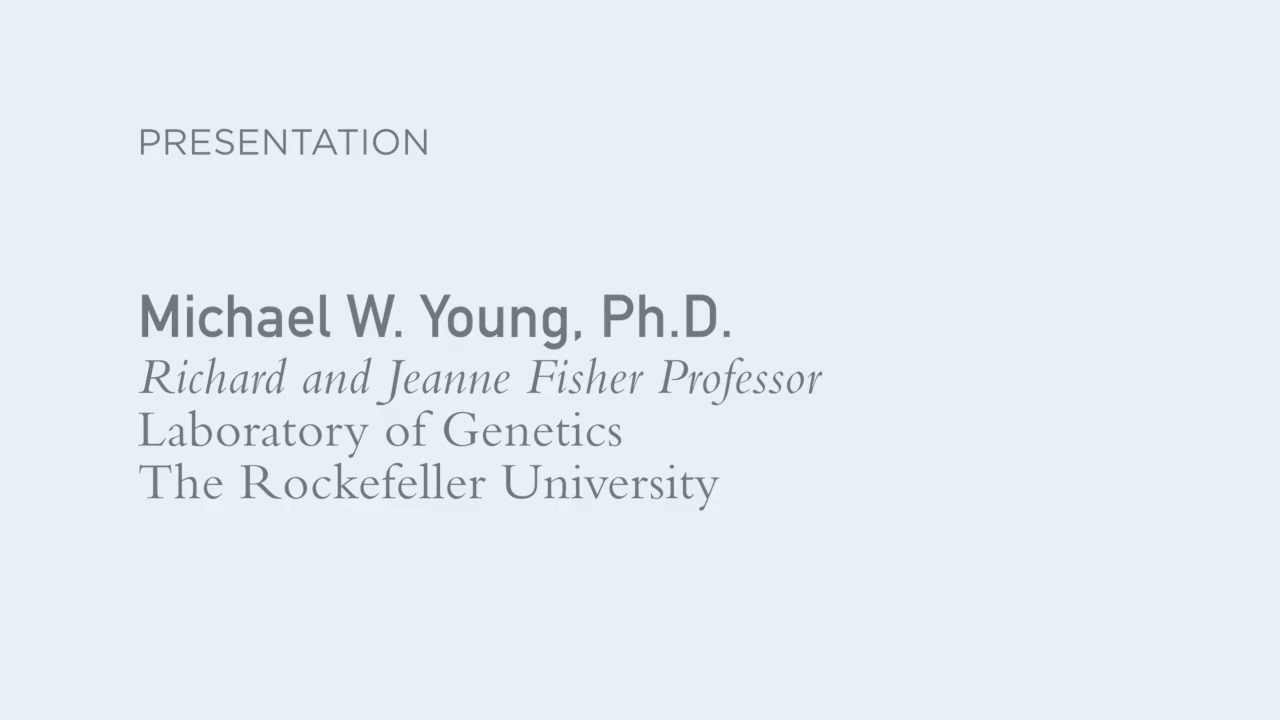 PRESENTATION
Michael W. Young, Ph.D.
Richard and Jeanne Fisher Professor
Laboratory of Genetics
The Rockefeller University